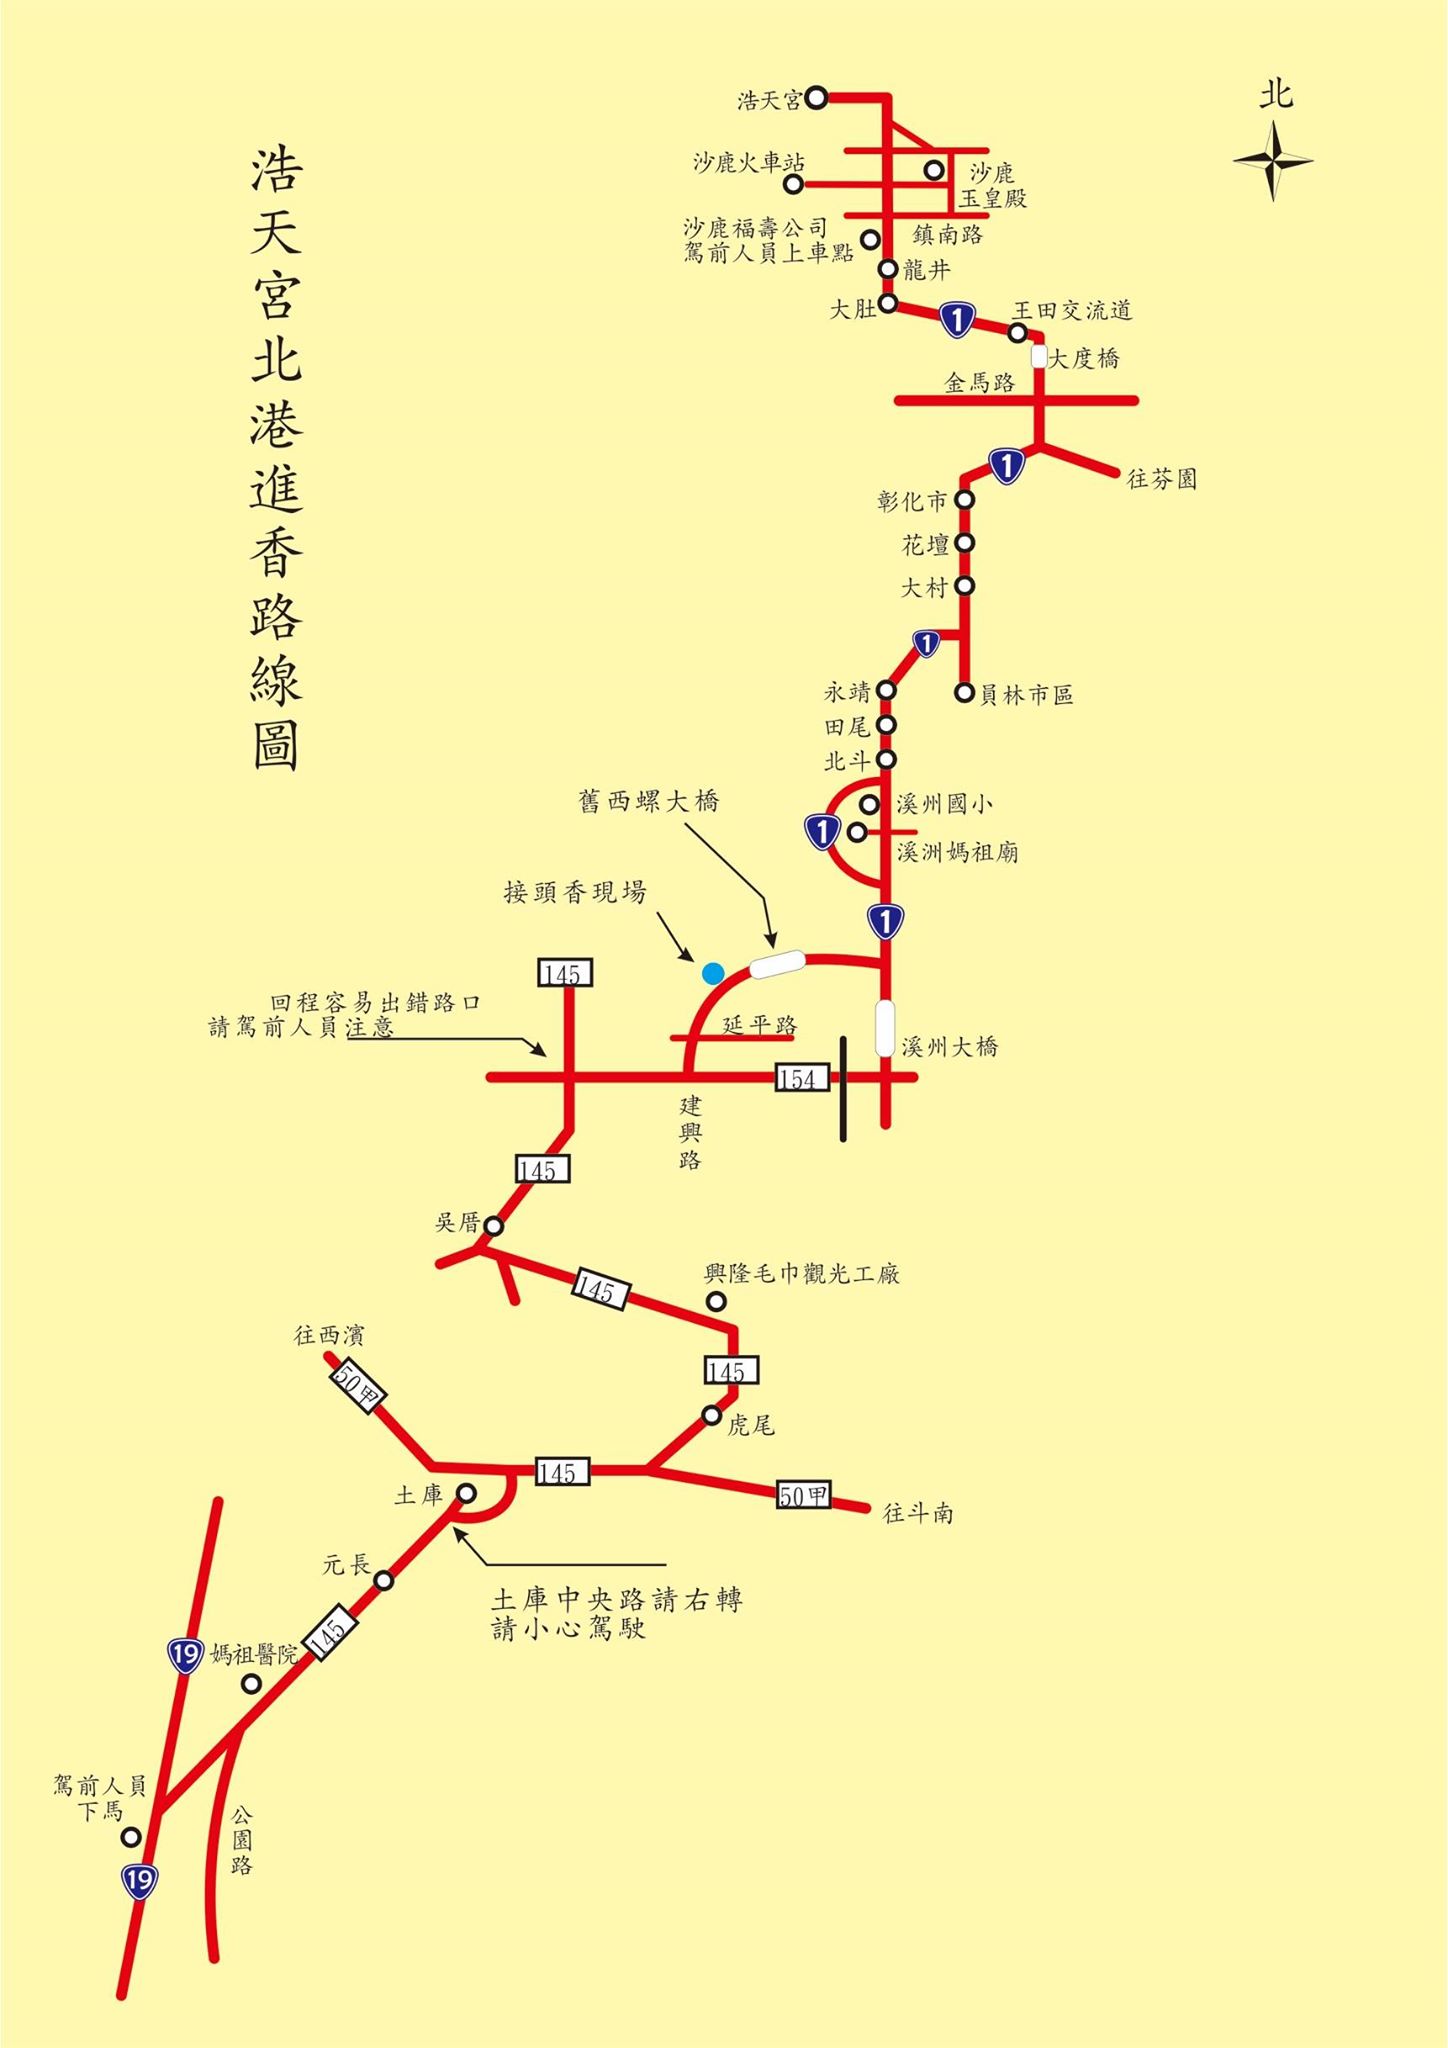 浩天宮北港進香路線圖
北
浩天宮
沙鹿火車站
沙鹿
玉皇殿
沙鹿福壽公司
駕前人員上車點
鎮南路
龍井
大肚
1
王田交流道
大度橋
金馬路
1
往芬園
彰化市
花壇
大村
1
永靖
員林市區
田尾
北斗
舊西螺大橋
溪州國小
1
溪洲媽祖廟
接頭香現場
1
145
回程容易出錯路口
請駕前人員注意
延平路
溪州大橋
154
建興路
145
吳厝
興隆毛巾觀光工廠
145
往西濱
50甲
145
虎尾
145
土庫
50甲
往斗南
元長
土庫中央路請右轉
請小心駕駛
145
19
媽祖醫院
駕前人員
下馬
公園路
19